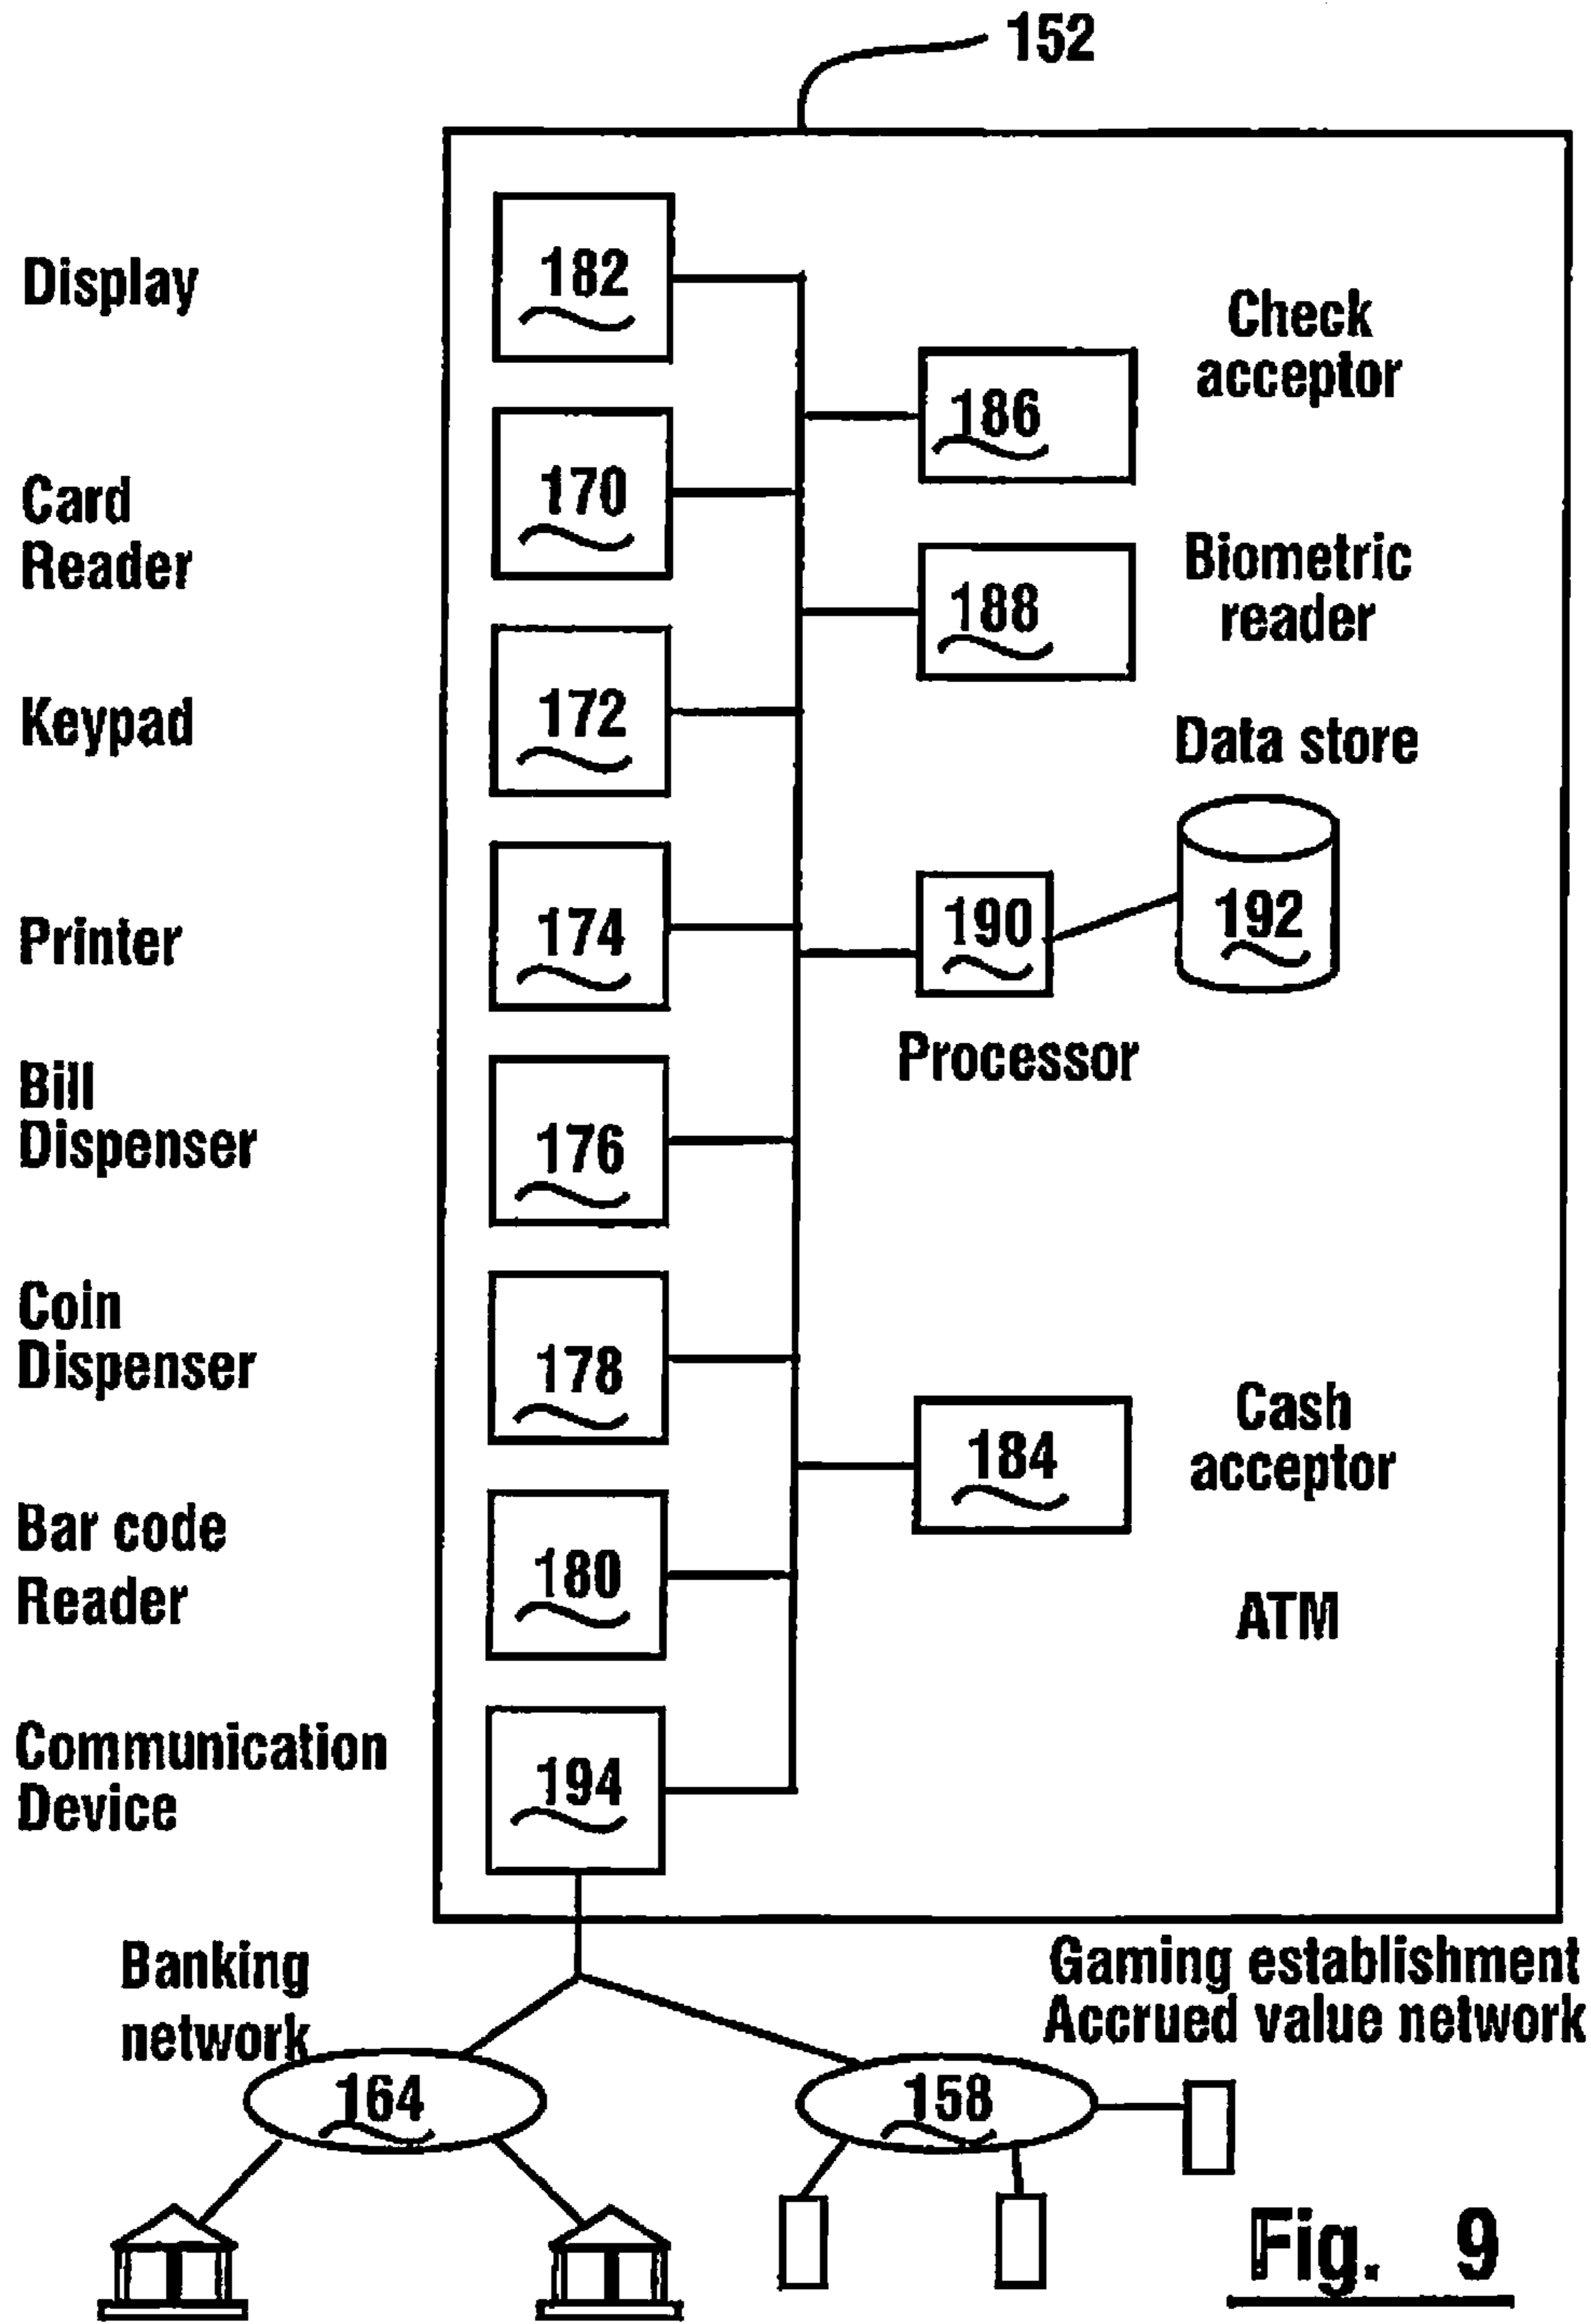 152
Display
182
Check
acceptor
186
Card
Reader
170
Biometric
reader
188
Keypad
172
Data store
192
Printer
174
190
Processor
Bill
Dispenser
176
Coin
Dispenser
178
Cash
acceptor
184
Bar code
Reader
180
ATM
Communication
Device
194
Banking
network
164
Gaming establishment
Accrued value network
158
Fig. 9